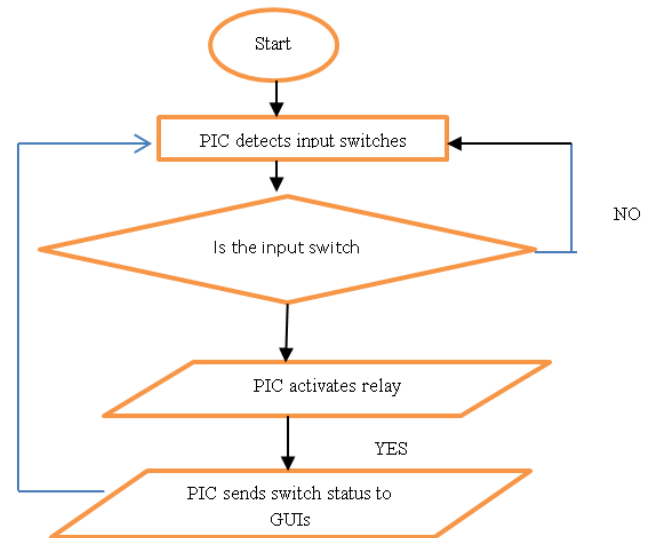 Start
PIC detects input switches
NO
Is the input switch
PIC activates relay
YES
PIC sends switch status to
GUIs